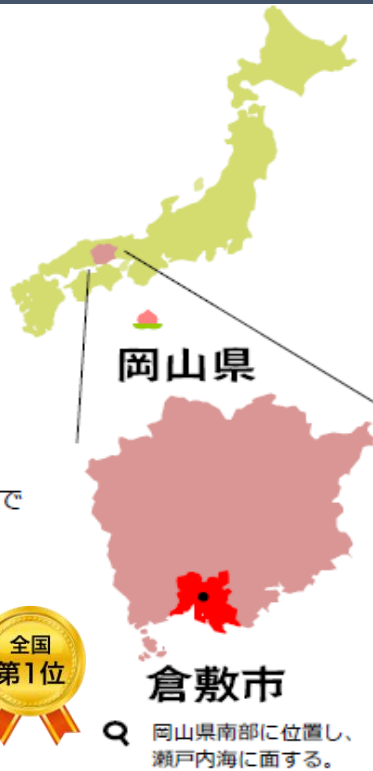 岡山県
で
全国
第1位
倉敷市
岡山県南部に位置し、
瀬戸内海に面する。